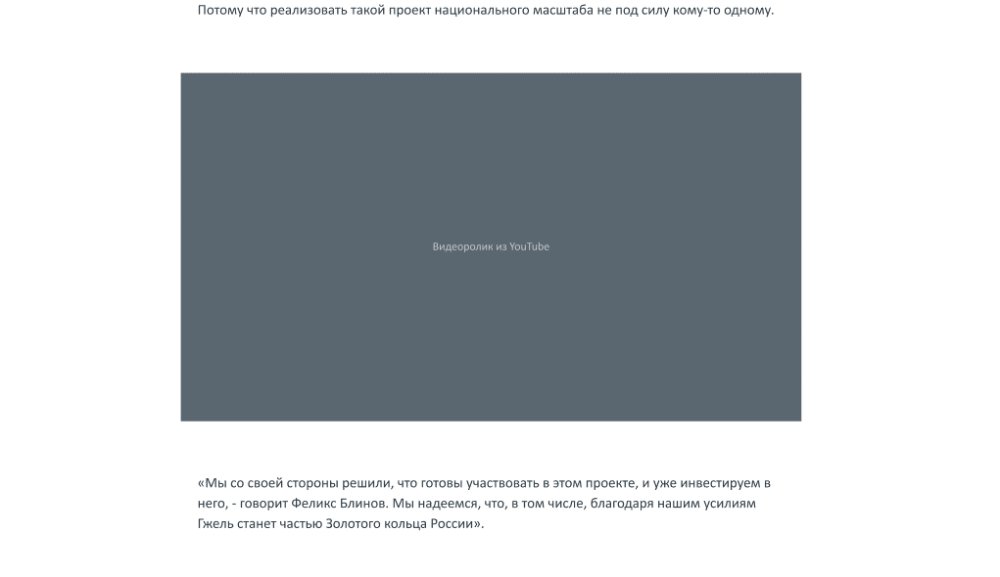 Потому что реализовать такой проект национального масштаба не под силу кому-то одному.
Видеоролик из YouTube
«Мы со своей стороны решили, что готовы участвовать в этом проекте, и уже инвестируем в
него, - говорит Феликс Блинов. Мы надеемся, что, в том числе, благодаря нашим усилиям
Гжель станет частью Золотого кольца России».